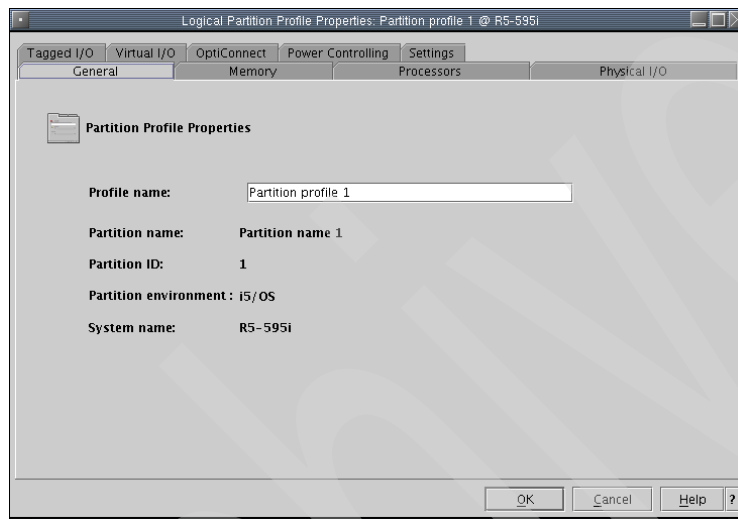 Logical Partition Profile Properties: Partition profile 1 @ R5-595i
Tagged I/O Virtual I/O OptiConnect Power Controlling Settings
General Memory Processors Physical I/O
Partition Profile Properties
Profile name: Partition profile 1
Partition name: Partition name 1
Partition ID: 1
Partition environment : i5/OS
System name: R5-595i
OK Cancel Help ?